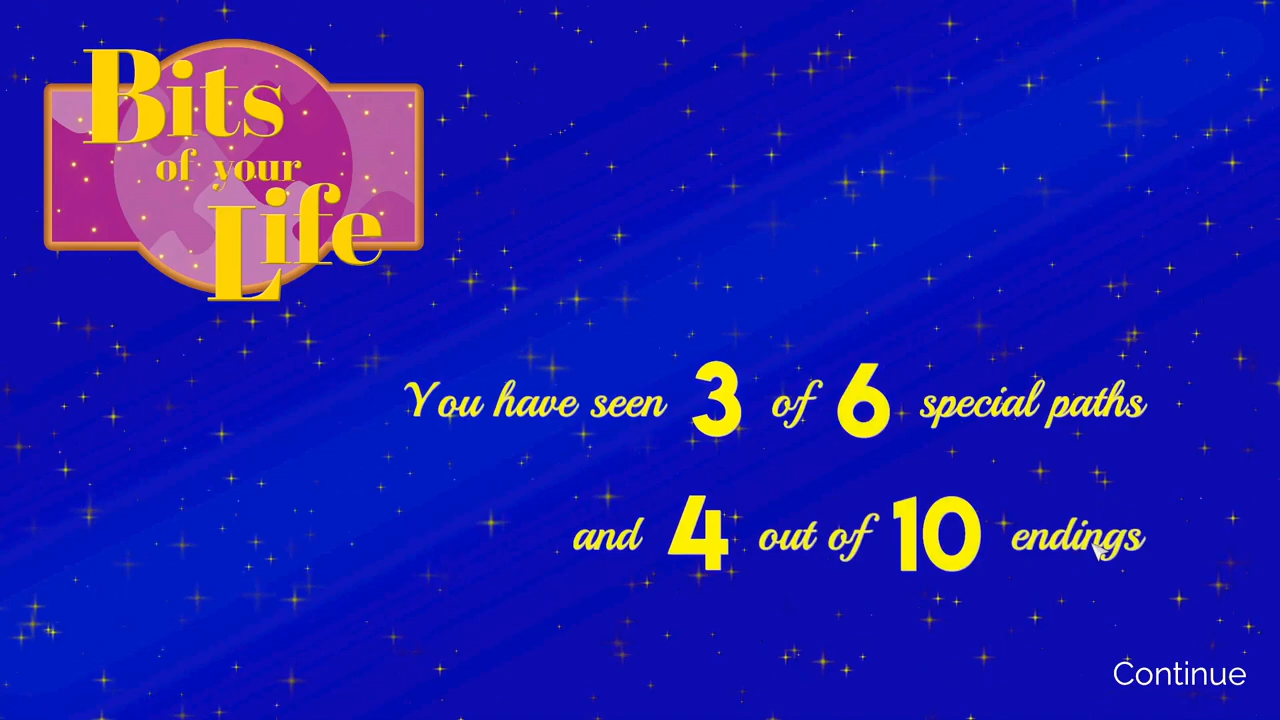 Bits
of your
Life
You have seen 3 of 6 special paths
and 4 out of 10 endings
Continue